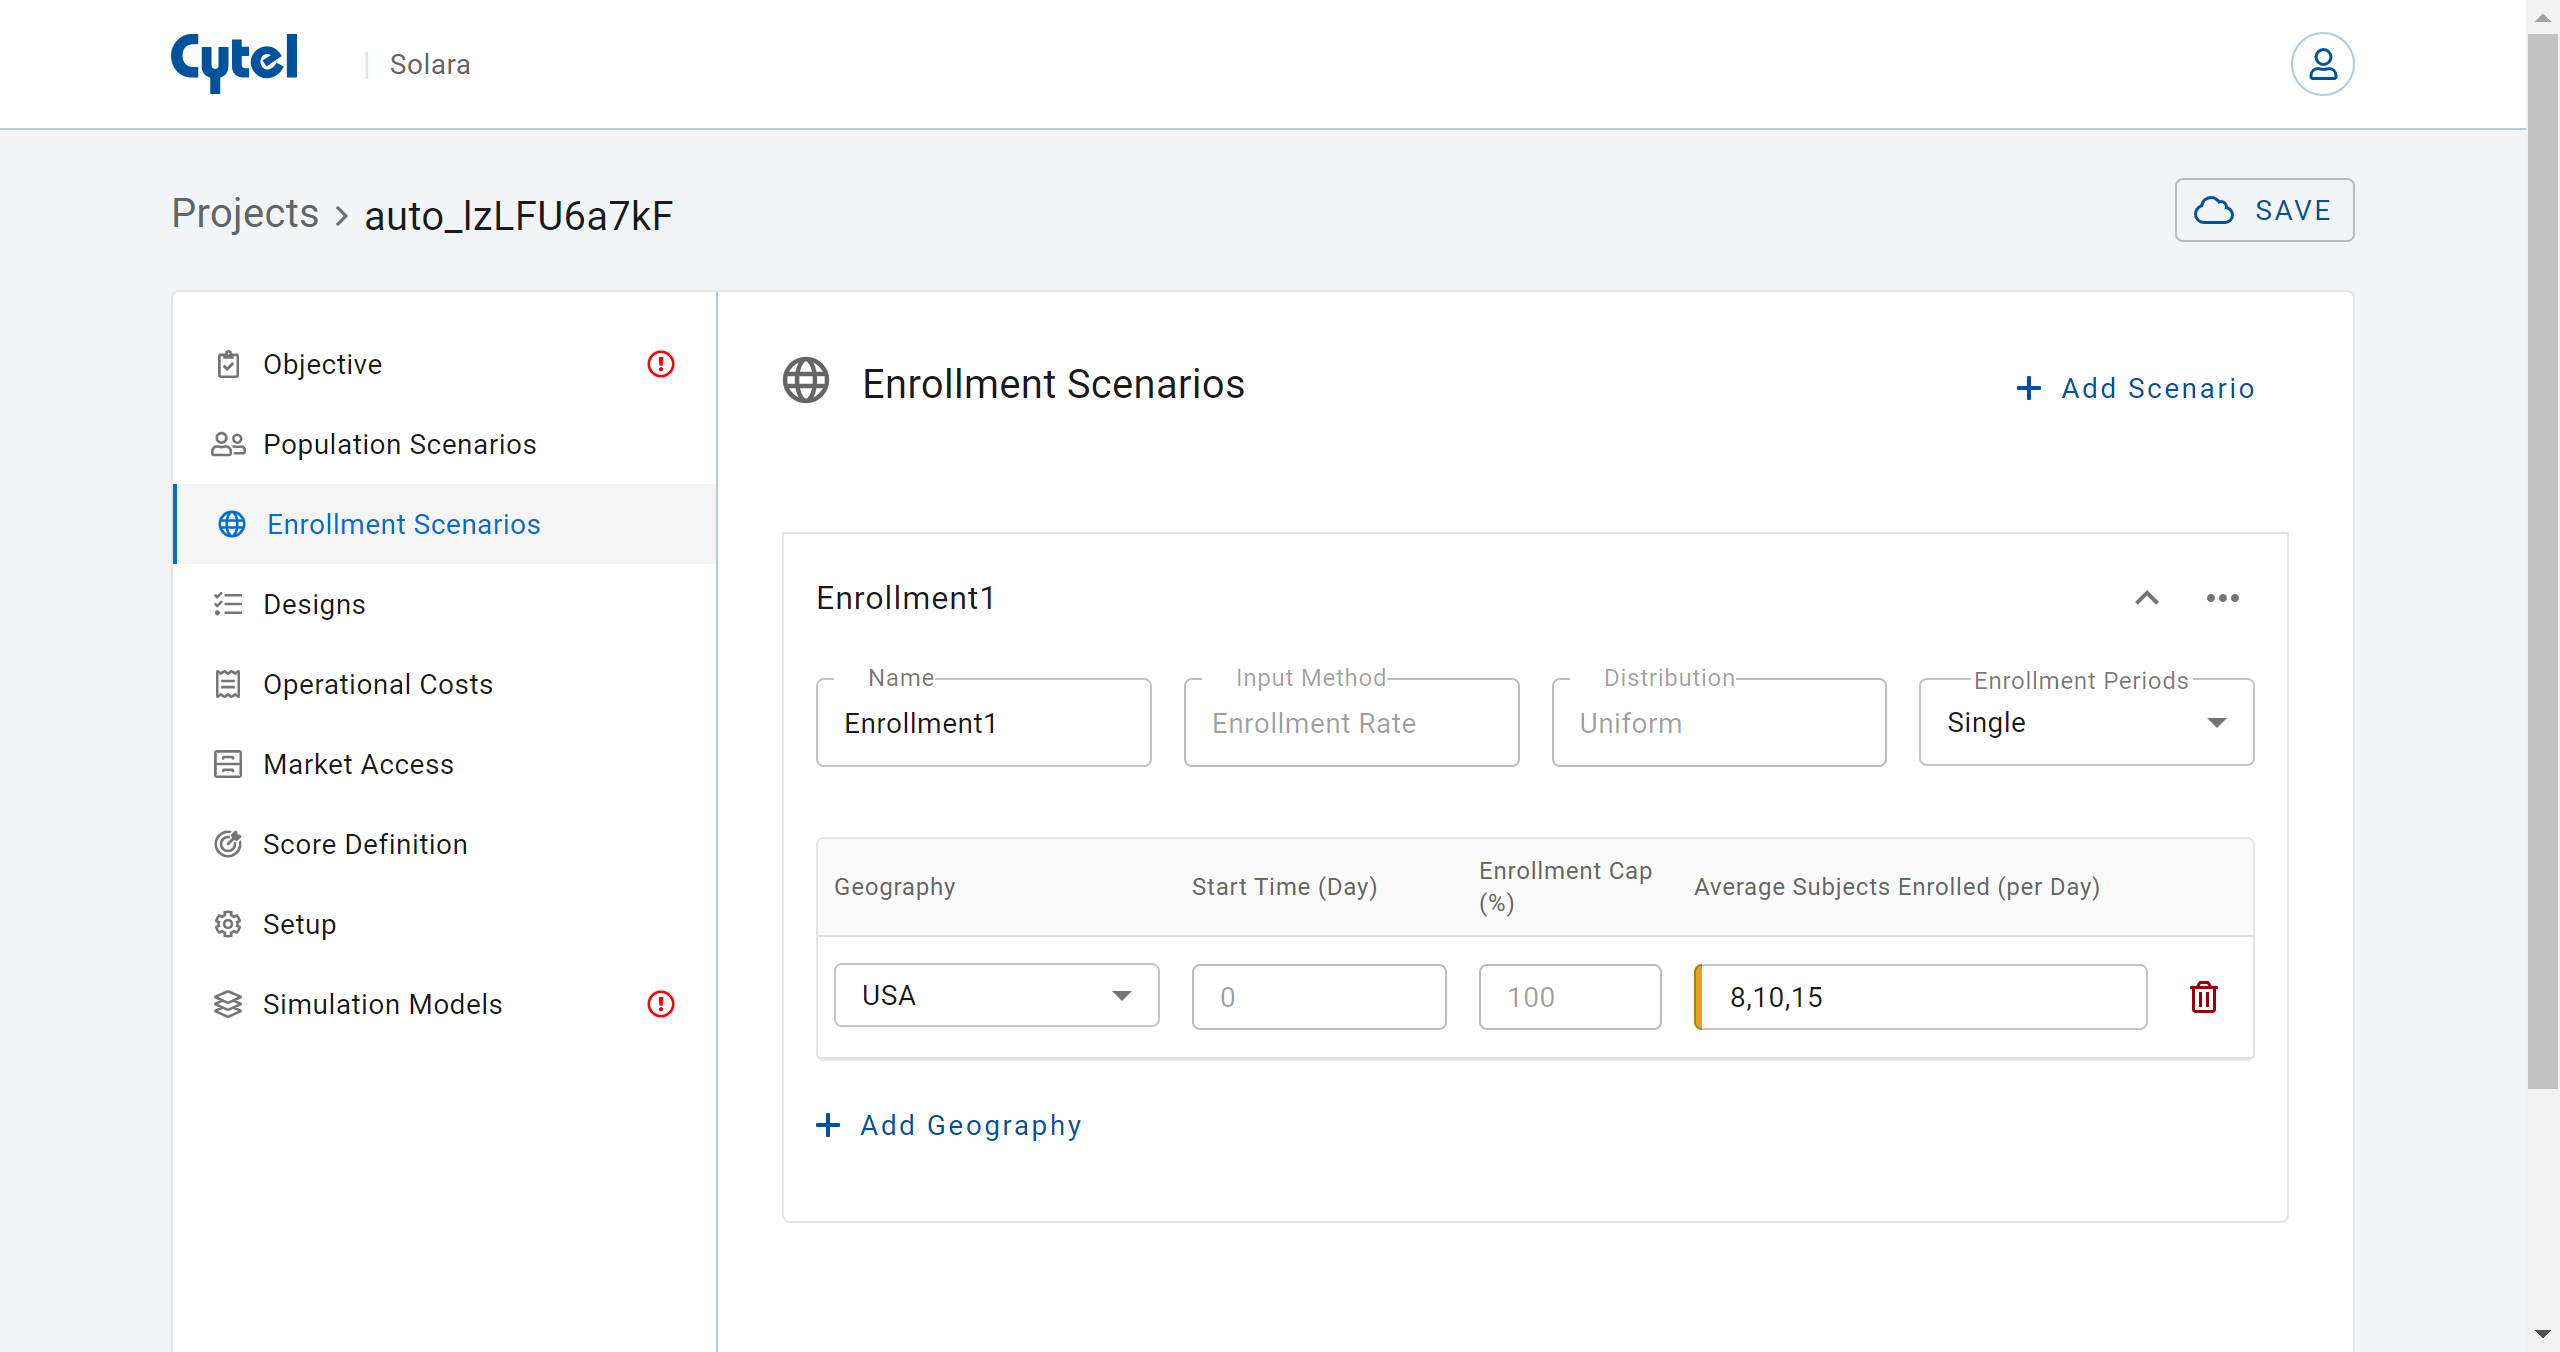 Cytel
Solara
Projects > auto_lzLFU6a7kF
SAVE
Objective
Population Scenarios
Enrollment Scenarios
Designs
Operational Costs
Market Access
Score Definition
Setup
Simulation Models
Enrollment Scenarios
+ Add Scenario
Enrollment1
Name
Enrollment1
Input Method
Enrollment Rate
Distribution
Uniform
Enrollment Periods
Single
Geography
Start Time (Day)
Enrollment Cap
(%)
Average Subjects Enrolled (per Day)
USA
0
100
8,10,15
+ Add Geography